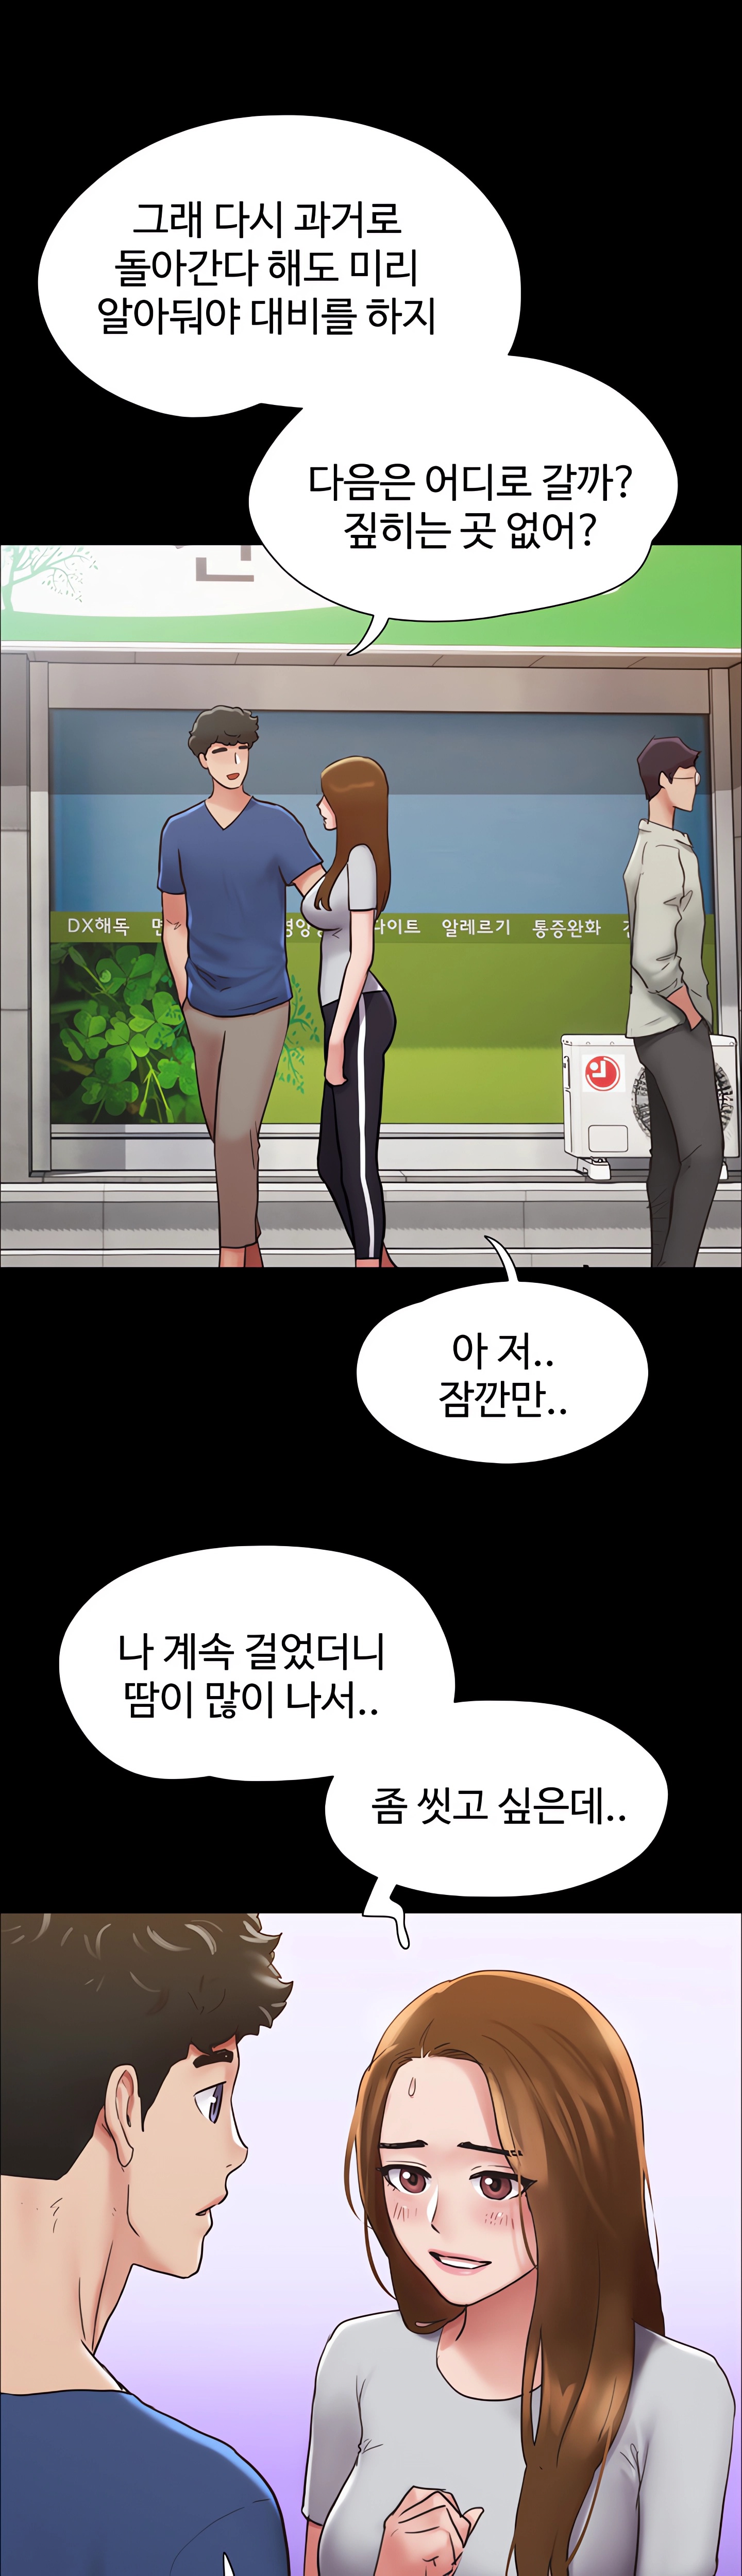 그래 다시 과거로
돌아간다 해도 미리
알아둬야 대비를 하지
다음은 어디로 갈까?
짚히는 곳 없어?
DX해독
알레르기
통증완화
아 저..
잠깐만..
나 계속 걸었더니
땀이 많이 나서..
좀 씻고 싶은데..